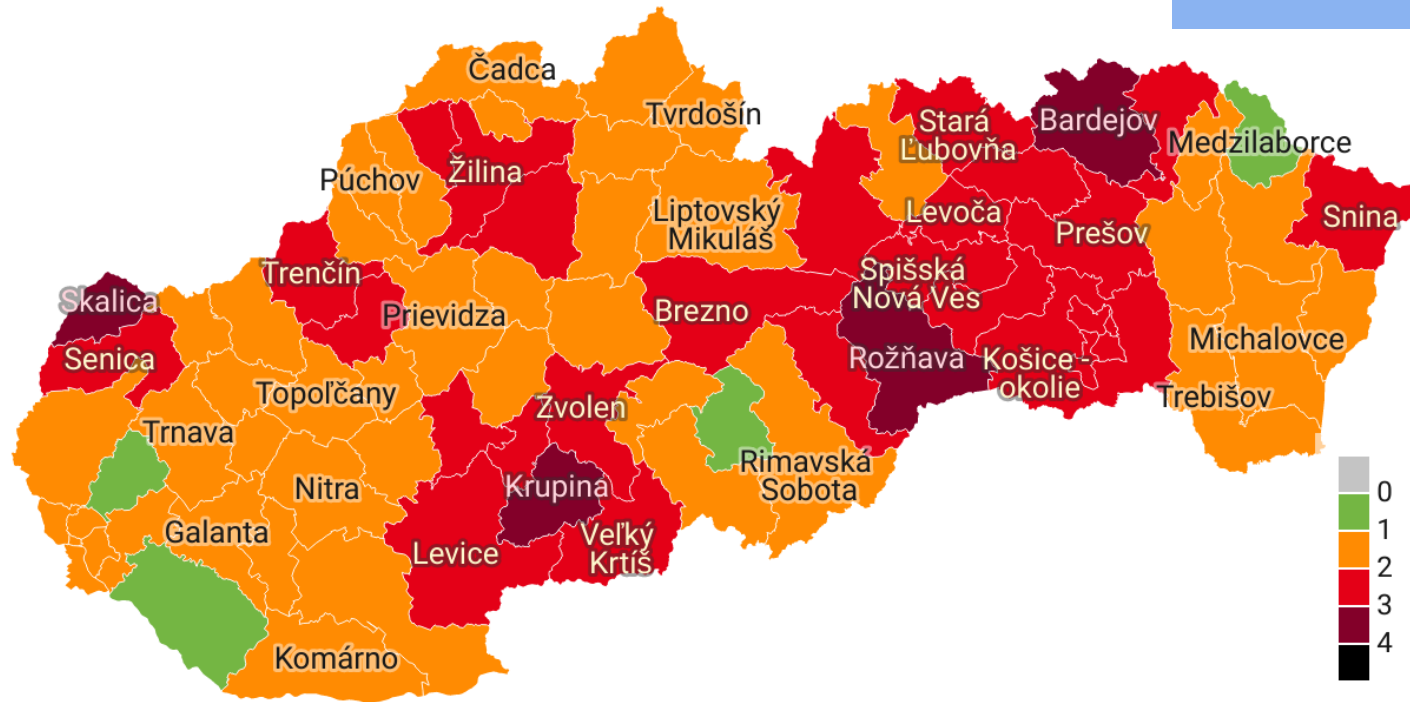 Čadca
Tvrdošín
Stará
Ľubovňa
Bardejov
Medzilaborce
Púchov
Žilina
Liptovský
Mikuláš
Levoča
Prešov
Snina
Trenčín
Spišská
Nová Ves
Skalica
Prievidza
Brezno
Senica
Rožňava
Košice -
okolie
Michalovce
Topoľčany
Zvolen
Trebišov
Trnava
Nitra
Krupina
Rimavská
Sobota
Galanta
Levice
Veľký
Krtíš
Komárno
0
1
2
3
4